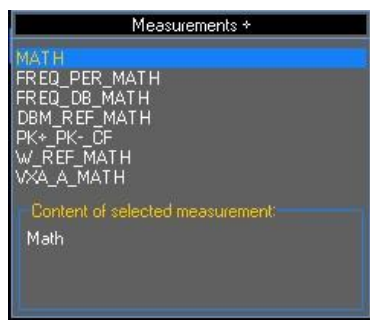 Measurements +
MATH
FREQ_PER_MATH
FREQ_DB_MATH
DBM_REF_MATH
PK+_PK-_CF
W_REF_MATH
VXA_A_MATH
Content of selected measurement:
Math